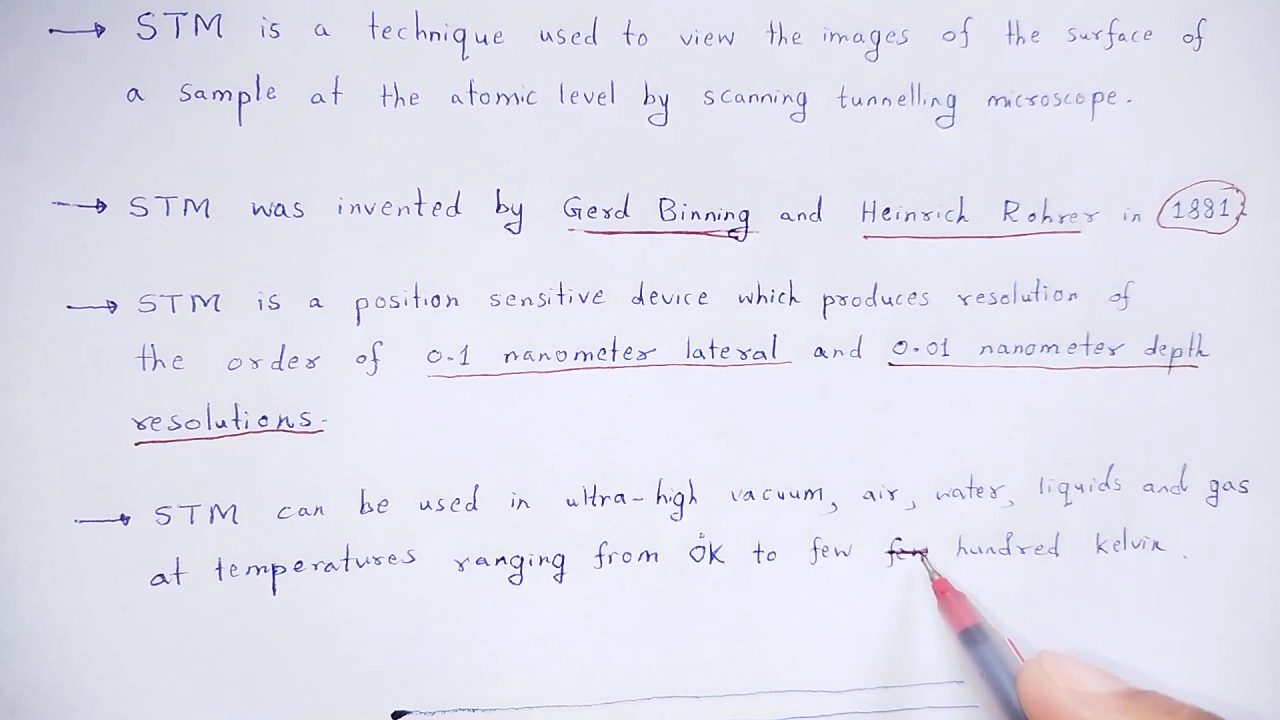 → STM is a technique used to view the images of the surface of
a sample at the atomic level by scanning tunnelling microscope.
→ STM was invented by Gerd Binning and Heinrich Rohrer in 1881.
→ STM is a position sensitive device which produces resolution of
the order of 0.1 nanometer lateral and 0.01 nanometer depth
resolutions.
→ STM can be used in ultra-high vacuum, air, water, liquids and gas
at temperatures ranging from 0°K to few few hundred kelvin.